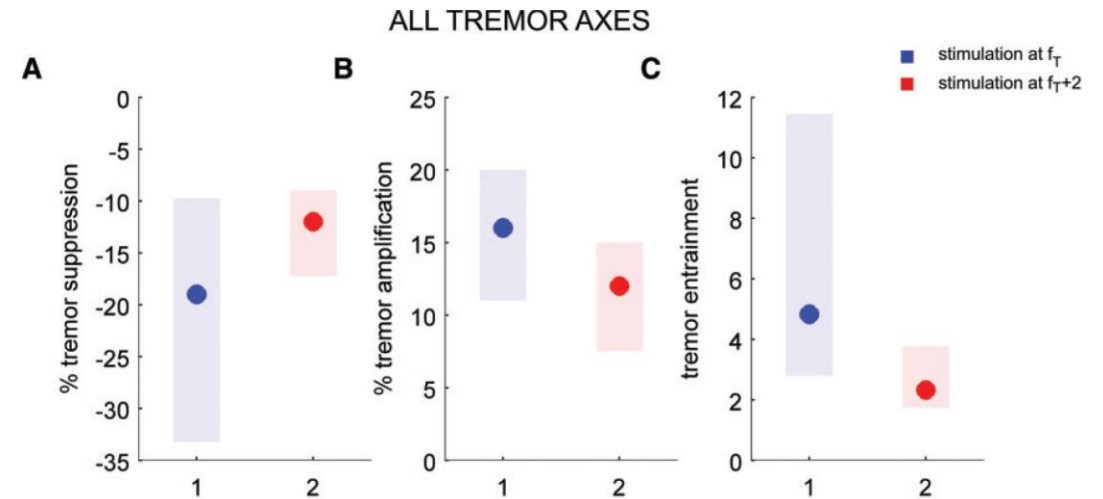 ALL TREMOR AXES
stimulation at f_T
stimulation at f_T+2
A
% tremor suppression
0
-5
-10
-15
-20
-25
-30
-35
1 2
B
% tremor amplification
25
20
15
10
5
0
1 2
C
tremor entrainment
12
10
8
6
4
2
0
1 2